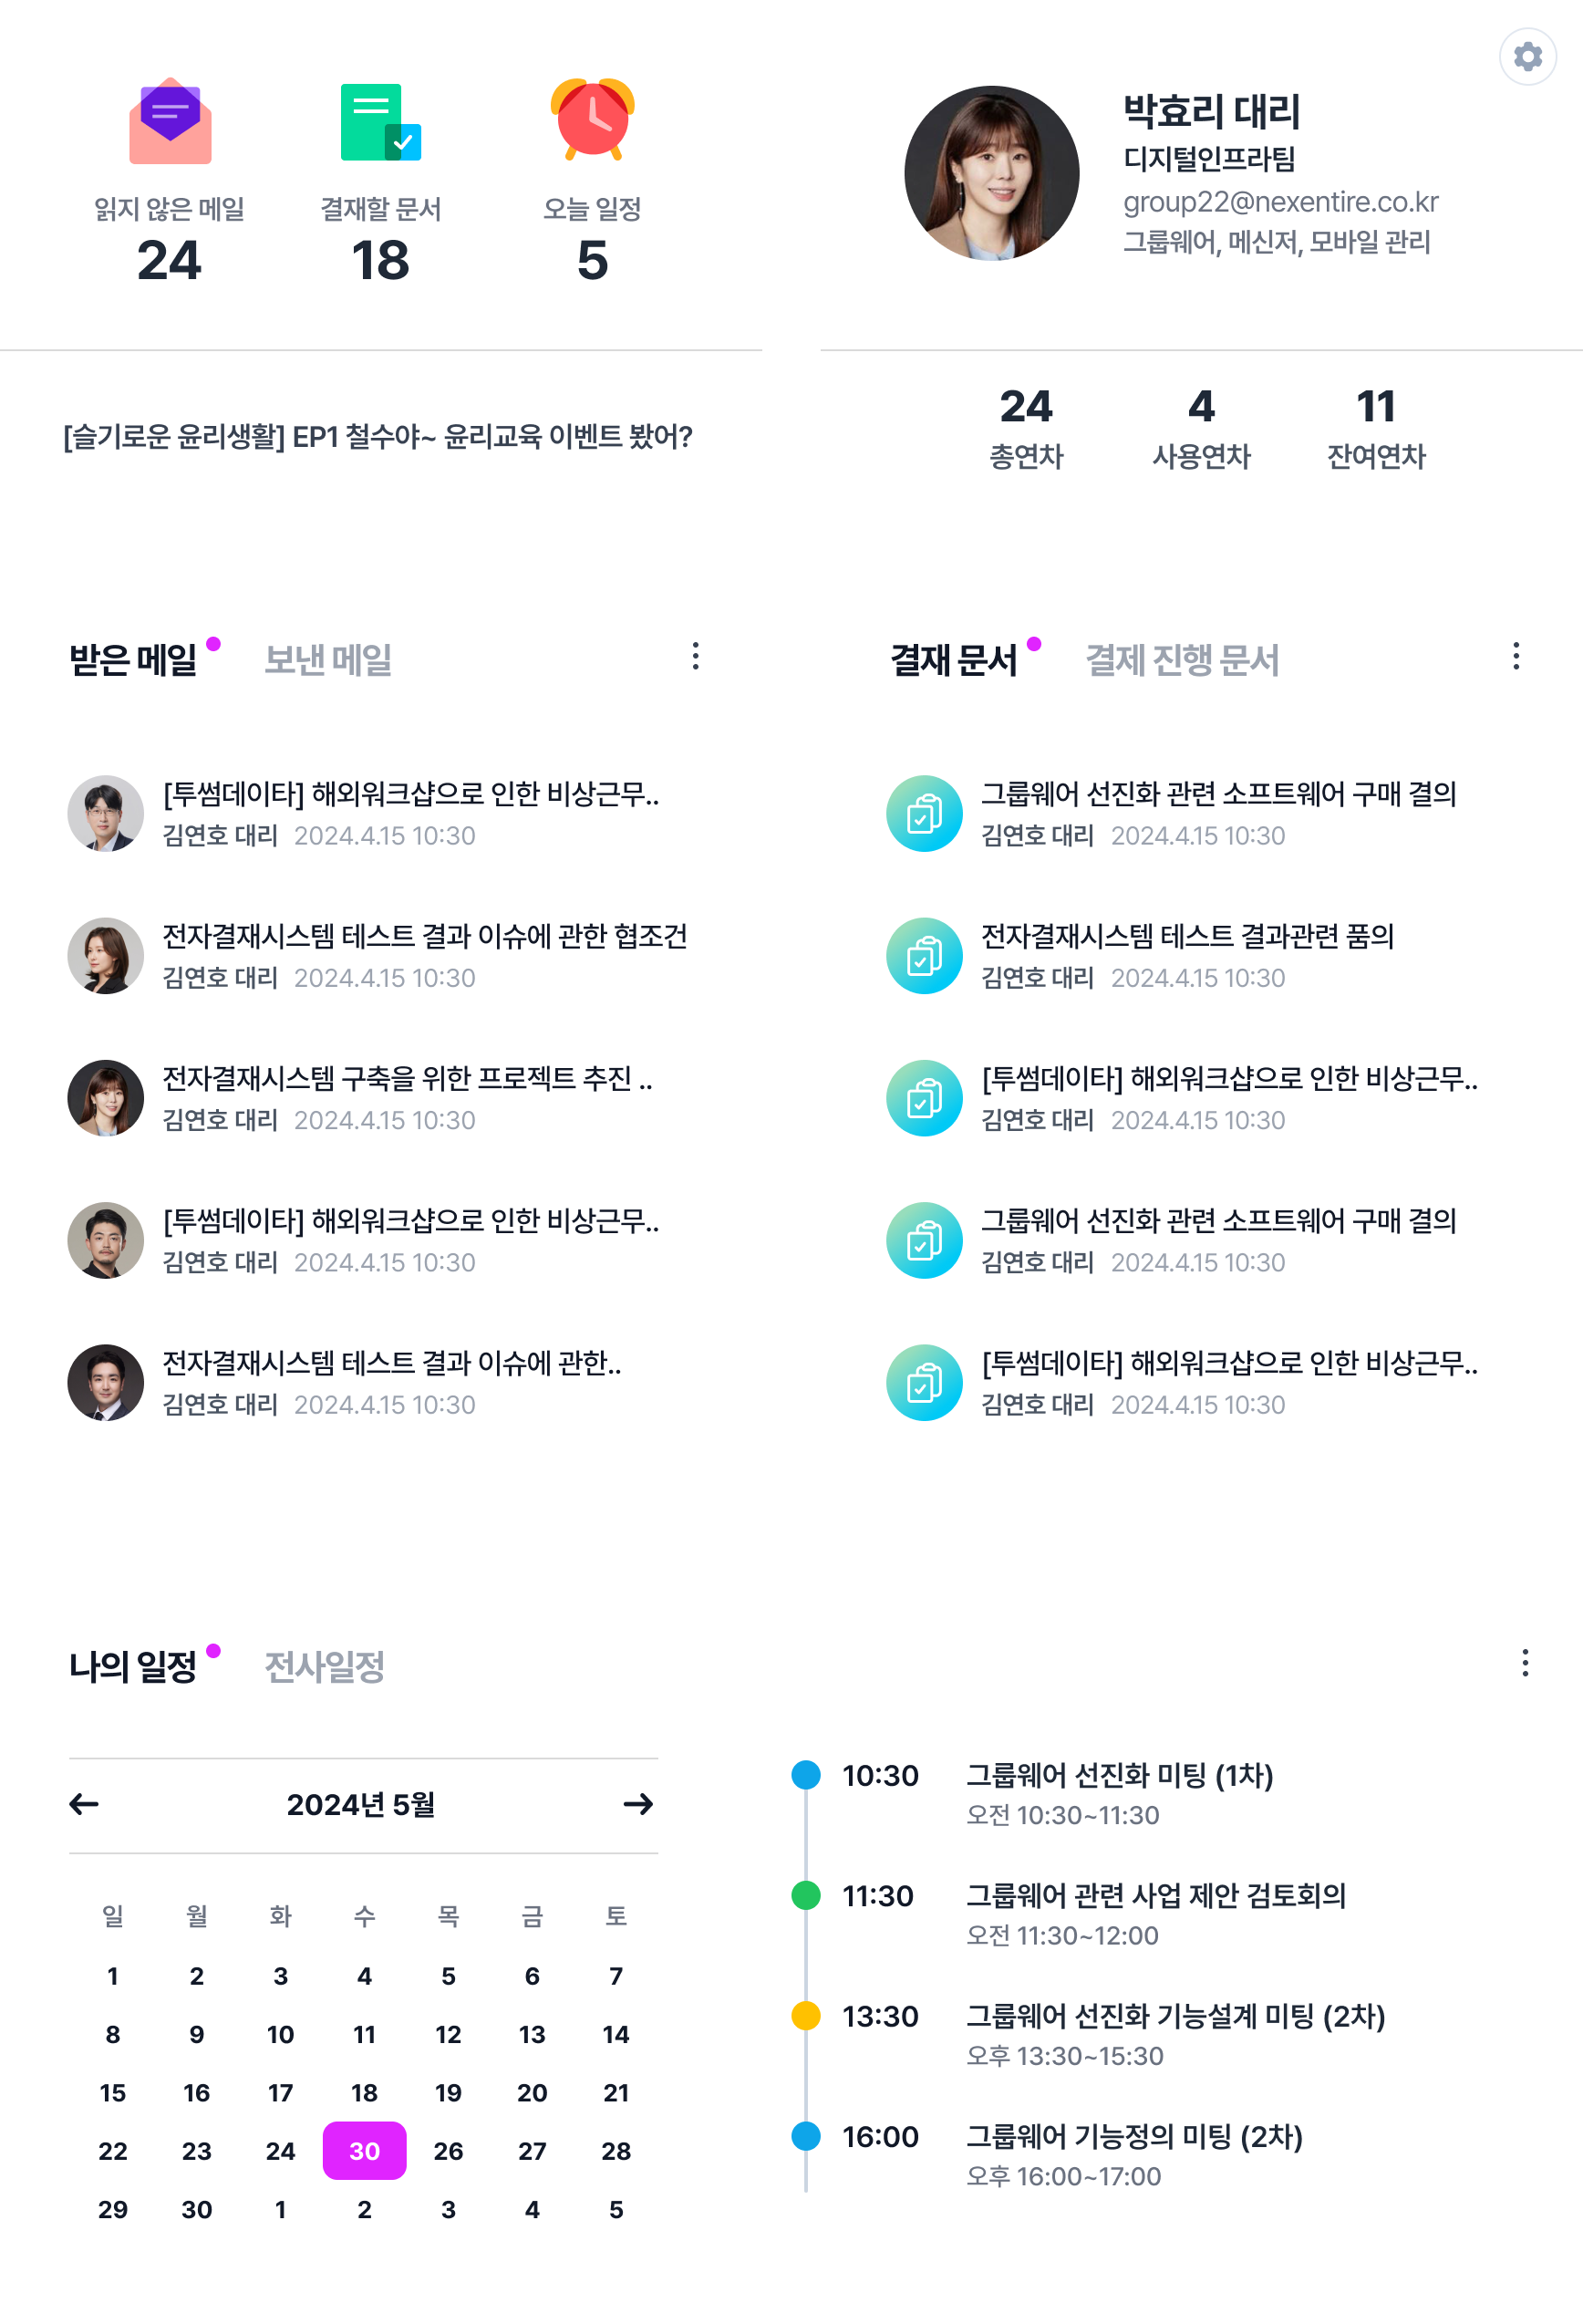 읽지 않은 메일
24
결재할 문서
18
오늘 일정
5
박효리 대리
디지털인프라팀
group22@nexentire.co.kr
그룹웨어, 메신저, 모바일 관리
[슬기로운 윤리생활] EP1 철수야~ 윤리교육 이벤트 봤어?
24
총연차
4
사용연차
11
잔여연차
받은 메일 보낸 메일
[투썸데이타] 해외워크샵으로 인한 비상근무..
김연호 대리 2024.4.15 10:30
전자결재시스템 테스트 결과 이슈에 관한 협조건
김연호 대리 2024.4.15 10:30
전자결재시스템 구축을 위한 프로젝트 추진 ..
김연호 대리 2024.4.15 10:30
[투썸데이타] 해외워크샵으로 인한 비상근무..
김연호 대리 2024.4.15 10:30
전자결재시스템 테스트 결과 이슈에 관한..
김연호 대리 2024.4.15 10:30
결재 문서 결제 진행 문서
그룹웨어 선진화 관련 소프트웨어 구매 결의
김연호 대리 2024.4.15 10:30
전자결재시스템 테스트 결과관련 품의
김연호 대리 2024.4.15 10:30
[투썸데이타] 해외워크샵으로 인한 비상근무..
김연호 대리 2024.4.15 10:30
그룹웨어 선진화 관련 소프트웨어 구매 결의
김연호 대리 2024.4.15 10:30
[투썸데이타] 해외워크샵으로 인한 비상근무..
김연호 대리 2024.4.15 10:30
나의 일정 전사일정
2024년 5월
일 월 화 수 목 금 토
1 2 3 4 5 6 7
8 9 10 11 12 13 14
15 16 17 18 19 20 21
22 23 24 30 26 27 28
29 30 1 2 3 4 5
10:30 그룹웨어 선진화 미팅 (1차)
오전 10:30~11:30
11:30 그룹웨어 관련 사업 제안 검토회의
오전 11:30~12:00
13:30 그룹웨어 선진화 기능설계 미팅 (2차)
오후 13:30~15:30
16:00 그룹웨어 기능정의 미팅 (2차)
오후 16:00~17:00